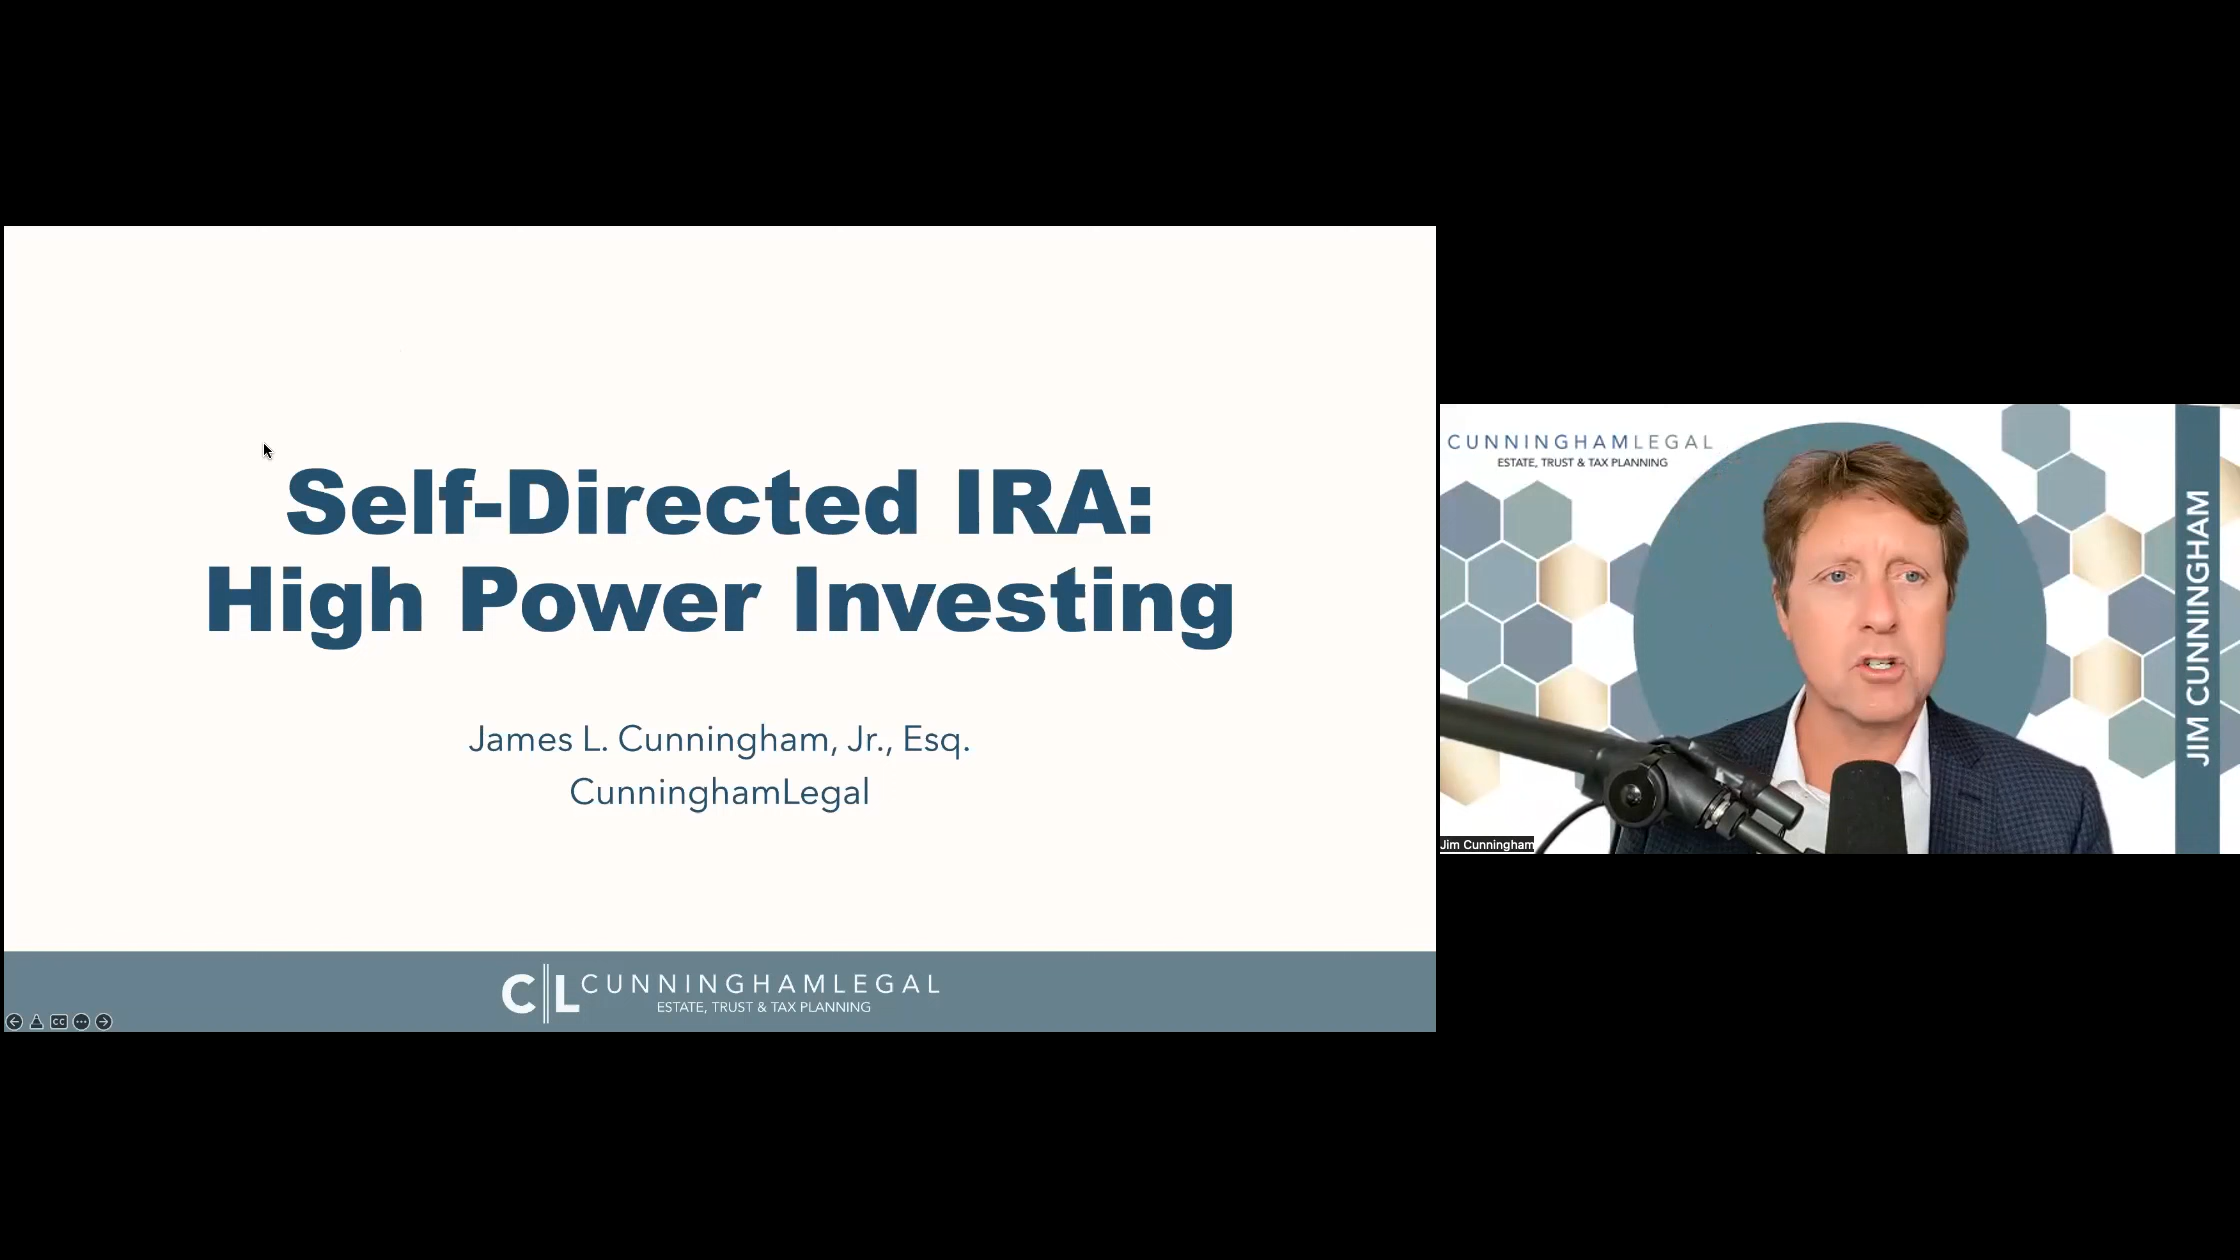 Self-Directed IRA:
High Power Investing
James L. Cunningham, Jr., Esq.
CunninghamLegal
C L CUNNINGHAMLEGAL
ESTATE, TRUST & TAX PLANNING
CC
CUNNINGHAMLEGAL
ESTATE, TRUST & TAX PLANNING
JIM CUNNINGHAM
Jim Cunningham